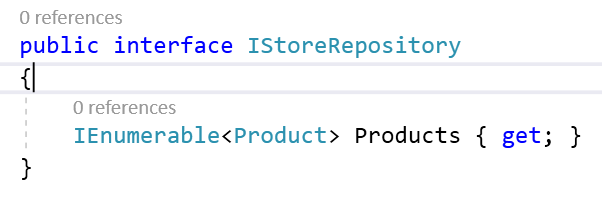 0 references
public interface IStoreRepository
{
0 references
IEnumerable<Product> Products { get; }
}